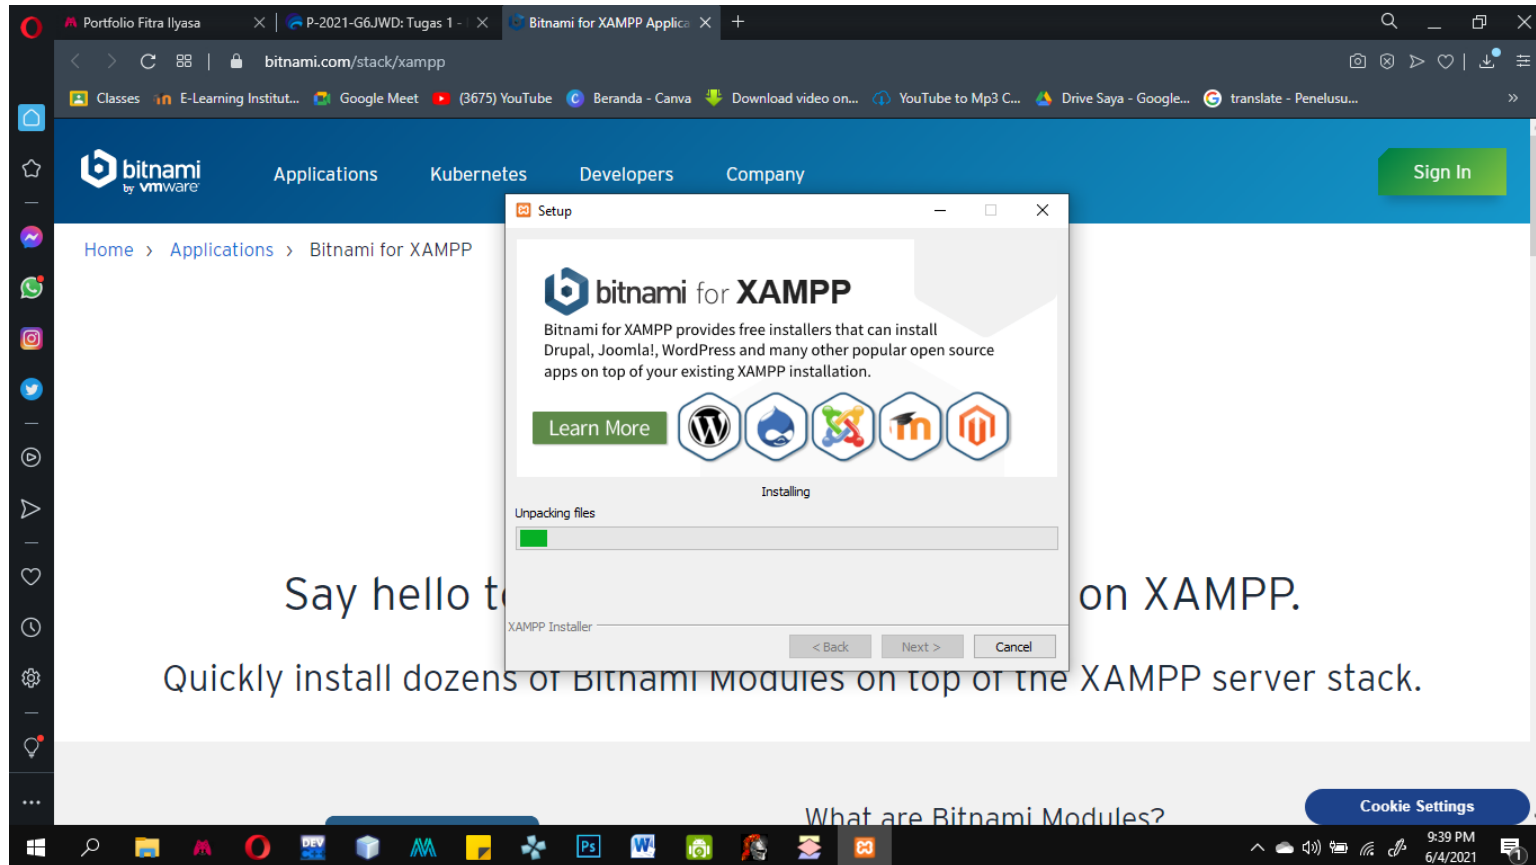 Portfolio Fitra Ilyasa
P-2021-G6JWD: Tugas 1 -
Bitnami for XAMPP Applica
bitnami.com/stack/xampp
Classes
E-Learning Institut...
Google Meet
(3675) YouTube
Beranda - Canva
Download video on...
YouTube to Mp3 C...
Drive Saya - Google...
translate - Penelusu...
bitnami
by vmware
Applications
Kubernetes
Developers
Company
Sign In
Home > Applications > Bitnami for XAMPP
Setup
bitnami for XAMPP
Bitnami for XAMPP provides free installers that can install
Drupal, Joomla!, WordPress and many other popular open source
apps on top of your existing XAMPP installation.
Learn More
Installing
Unpacking files
XAMPP Installer
< Back
Next >
Cancel
Say hello to
on XAMPP.
Quickly install dozens of Bitnami Modules on top of the XAMPP server stack.
What are Bitnami Modules?
Cookie Settings
DEV
Ps
9:39 PM
6/4/2021
1